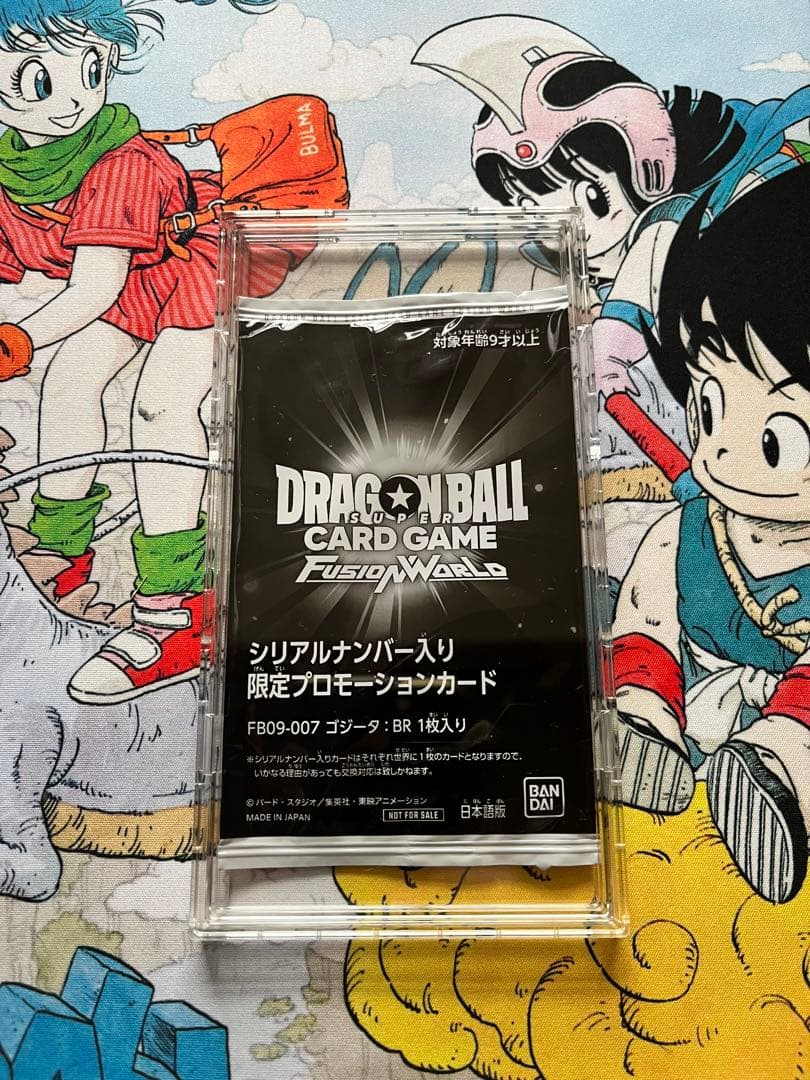 BULMA
対象年齢9才以上
DRAGON BALL
SUPER
CARD GAME
FUSION WORLD
シリアルナンバー入り
限定プロモーションカード
FB09-007 ゴジータ：BR 1枚入り
※シリアルナンバー入りカードはそれぞれ世界に1枚のカードとなりますので、
いかなる理由があっても交換対応は致しかねます。
©バード・スタジオ／集英社・東映アニメーション
MADE IN JAPAN
NOT FOR SALE
日本語版
BAN
DAI